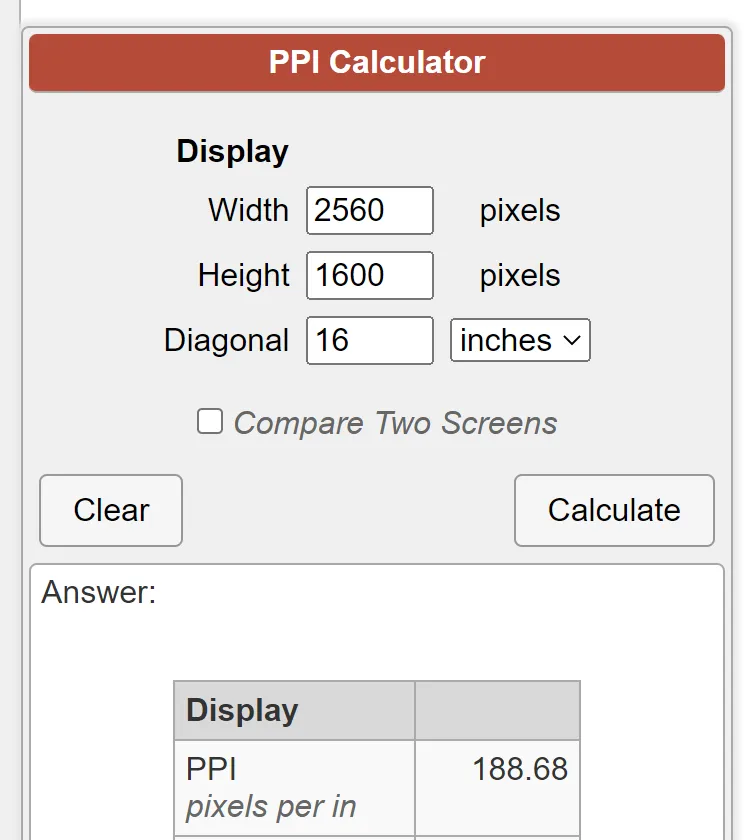 PPI Calculator
Display
Width 2560 pixels
Height 1600 pixels
Diagonal 16 inches
Compare Two Screens
Clear Calculate
Answer:
Display
PPI 188.68
pixels per in